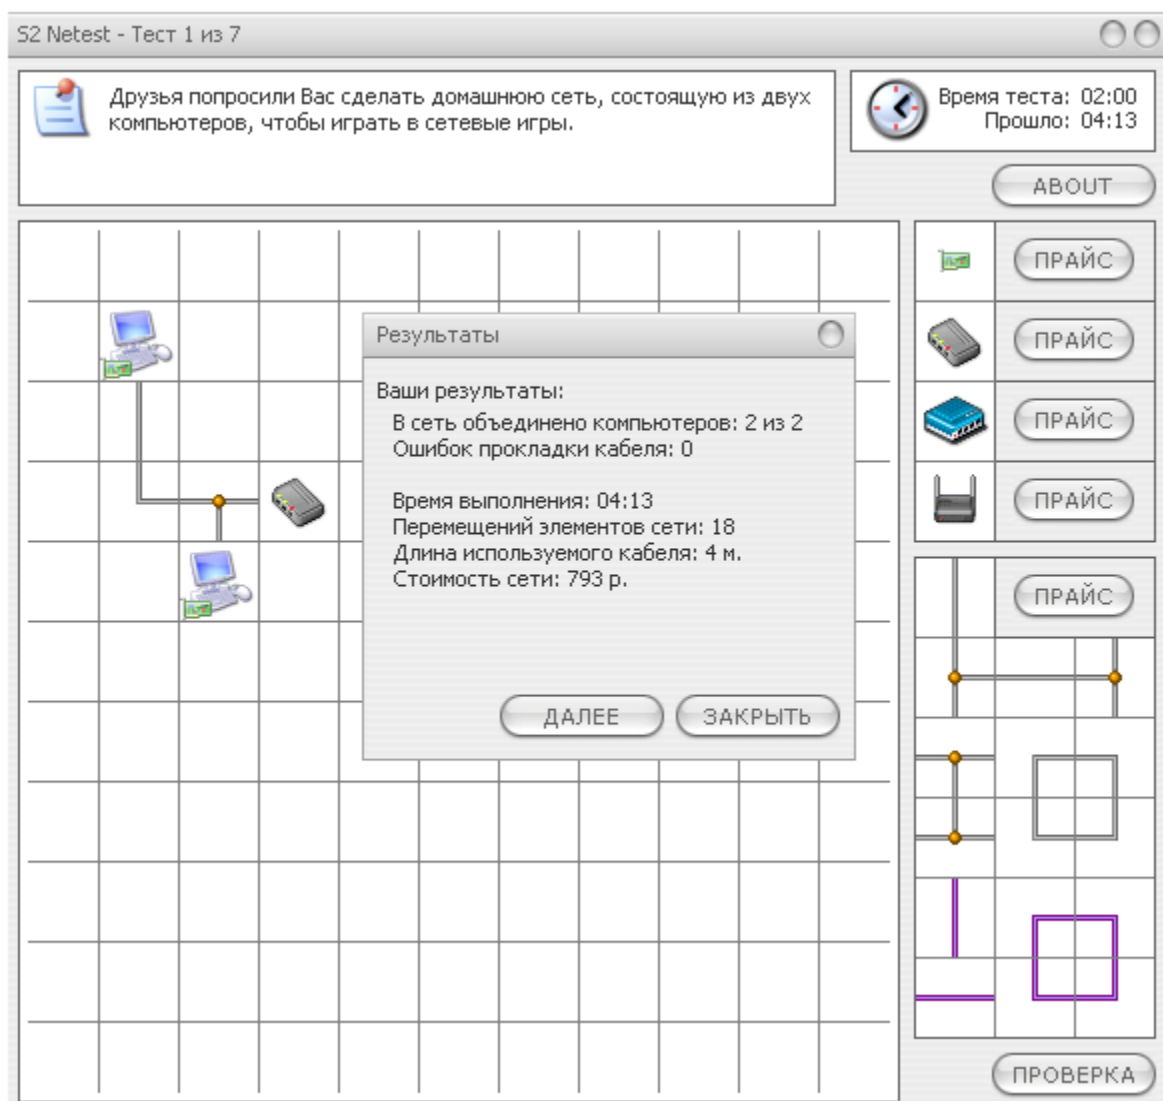 S2 Netest - Тест 1 из 7
Друзья попросили Вас сделать домашнюю сеть, состоящую из двух
компьютеров, чтобы играть в сетевые игры.
Время теста: 02:00
Прошло: 04:13
ABOUT
ПРАЙС
ПРАЙС
ПРАЙС
ПРАЙС
ПРАЙС
Результаты
Ваши результаты:
В сеть объединено компьютеров: 2 из 2
Ошибок прокладки кабеля: 0
Время выполнения: 04:13
Перемещений элементов сети: 18
Длина используемого кабеля: 4 м.
Стоимость сети: 793 р.
ДАЛЕЕ
ЗАКРЫТЬ
ПРОВЕРКА